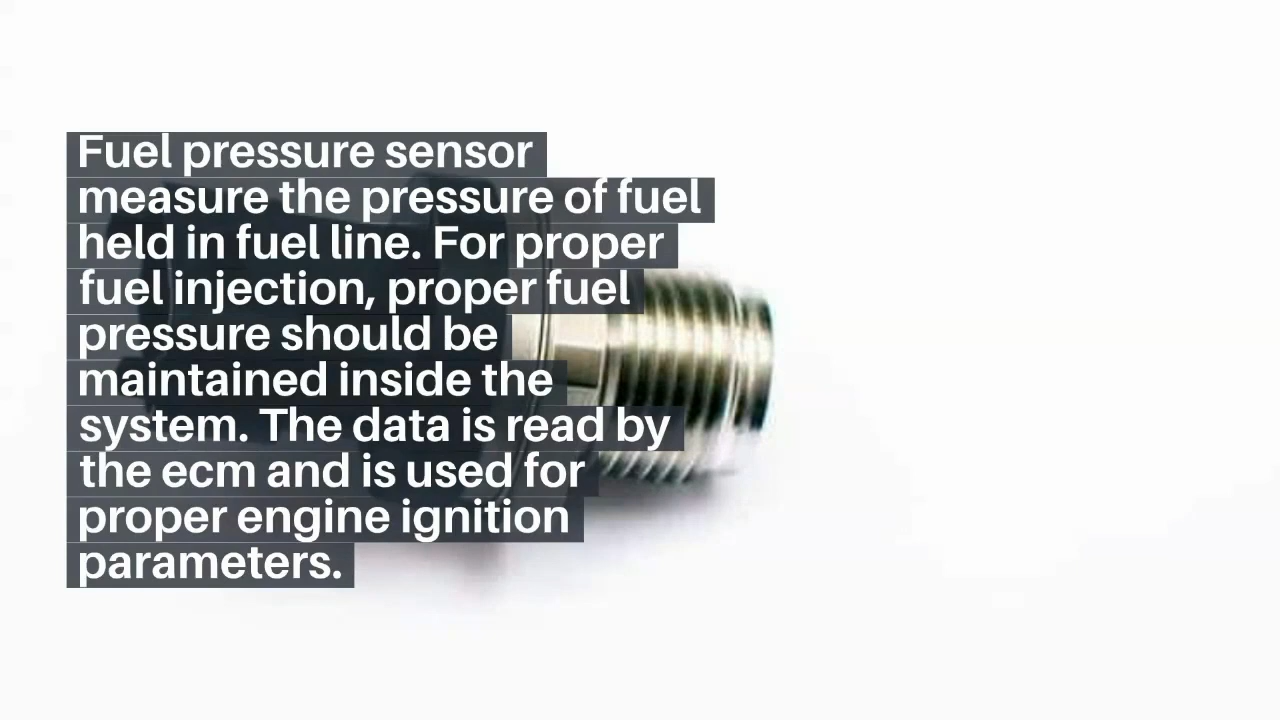 Fuel pressure sensor
measure the pressure of fuel
held in fuel line. For proper
fuel injection, proper fuel
pressure should be
maintained inside the
system. The data is read by
the ecm and is used for
proper engine ignition
parameters.